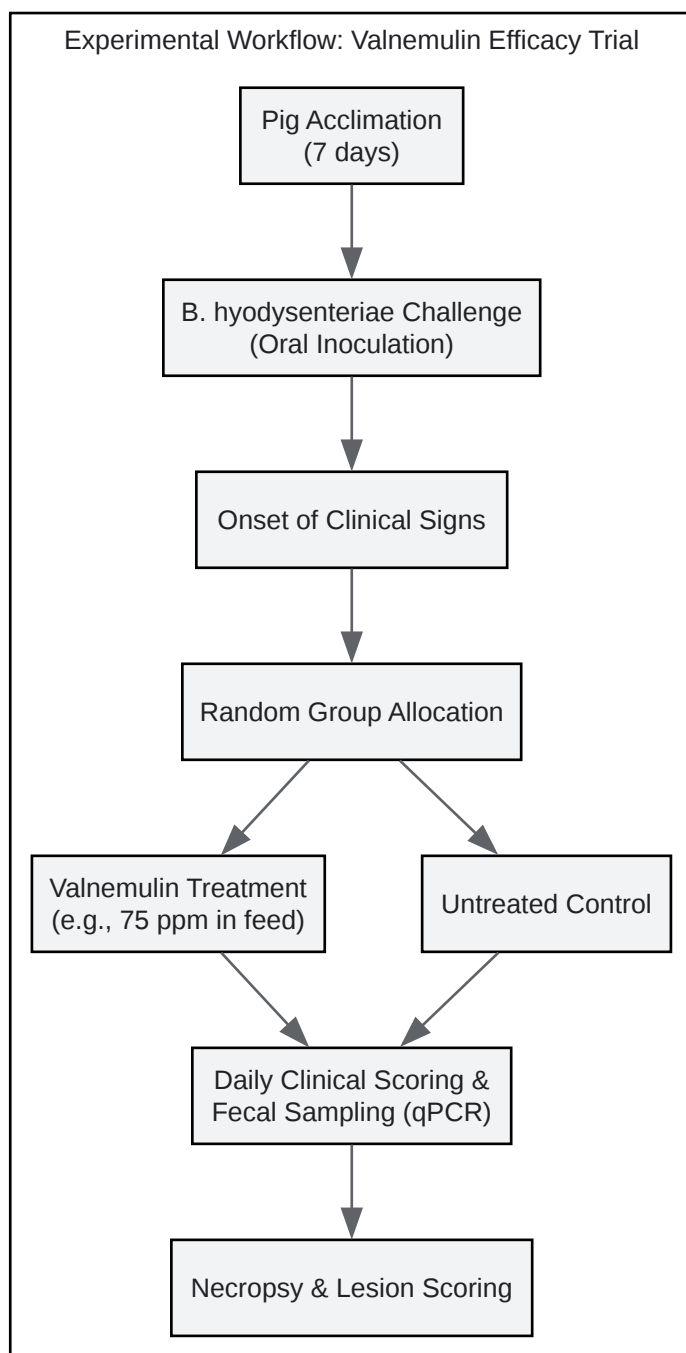 Experimental Workflow: Valnemulin Efficacy Trial
Pig Acclimation
(7 days)
B. hyodysenteriae Challenge
(Oral Inoculation)
Onset of Clinical Signs
Random Group Allocation
Valnemulin Treatment
(e.g., 75 ppm in feed)
Untreated Control
Daily Clinical Scoring &
Fecal Sampling (qPCR)
Necropsy & Lesion Scoring